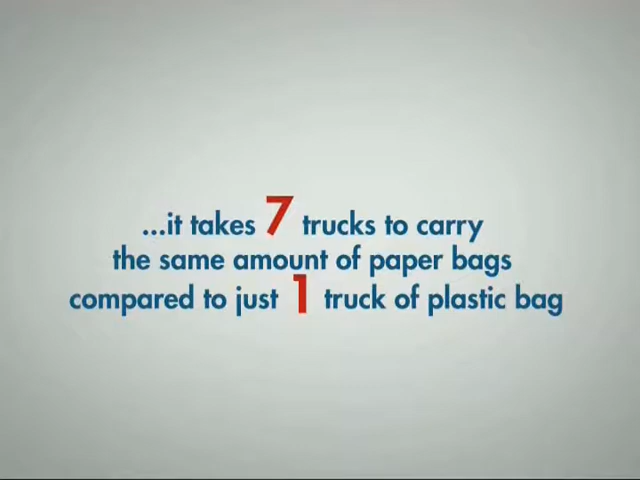 ...it takes 7 trucks to carry
the same amount of paper bags
compared to just 1 truck of plastic bag